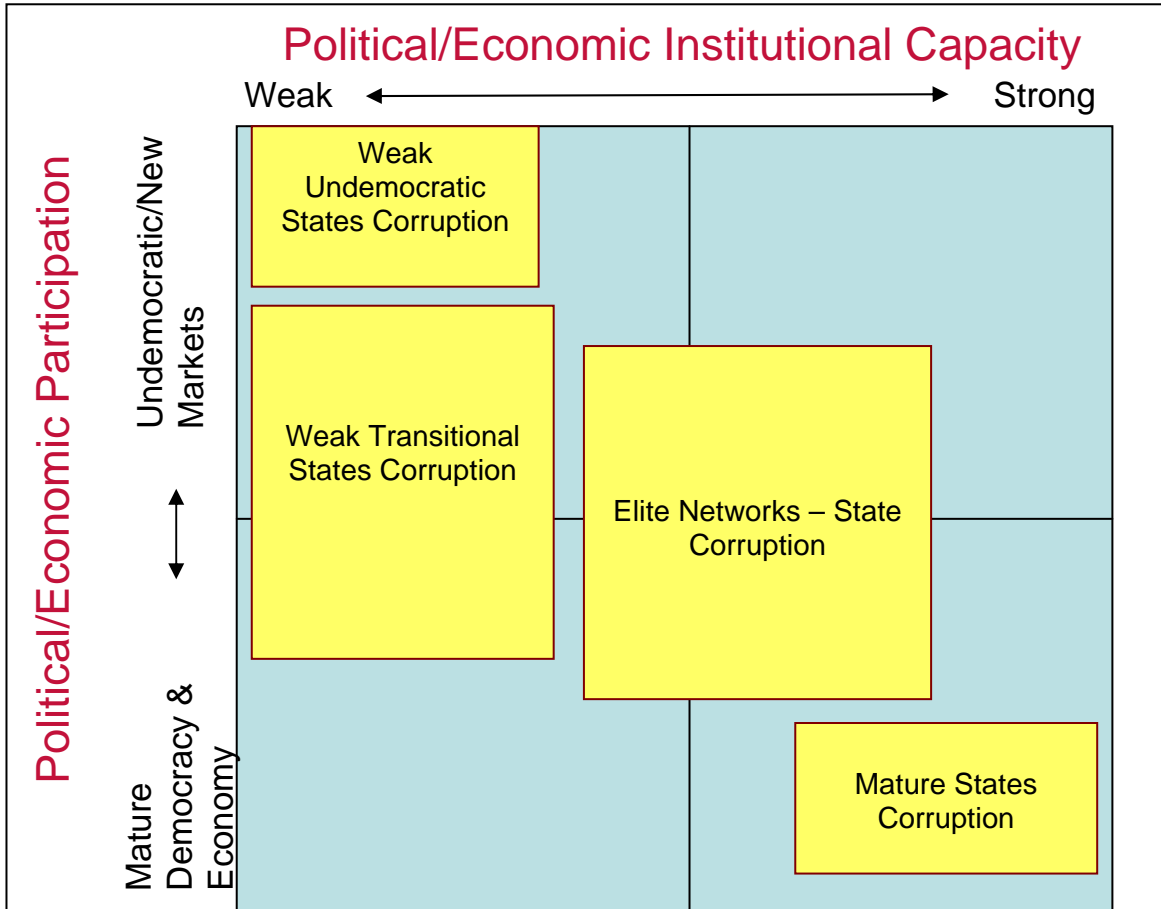 Political/Economic Institutional Capacity
Weak
Strong
Political/Economic Participation
Undemocratic/New
Markets
Mature
Democracy &
Economy
Weak
Undemocratic
States Corruption
Weak Transitional
States Corruption
Elite Networks – State
Corruption
Mature States
Corruption